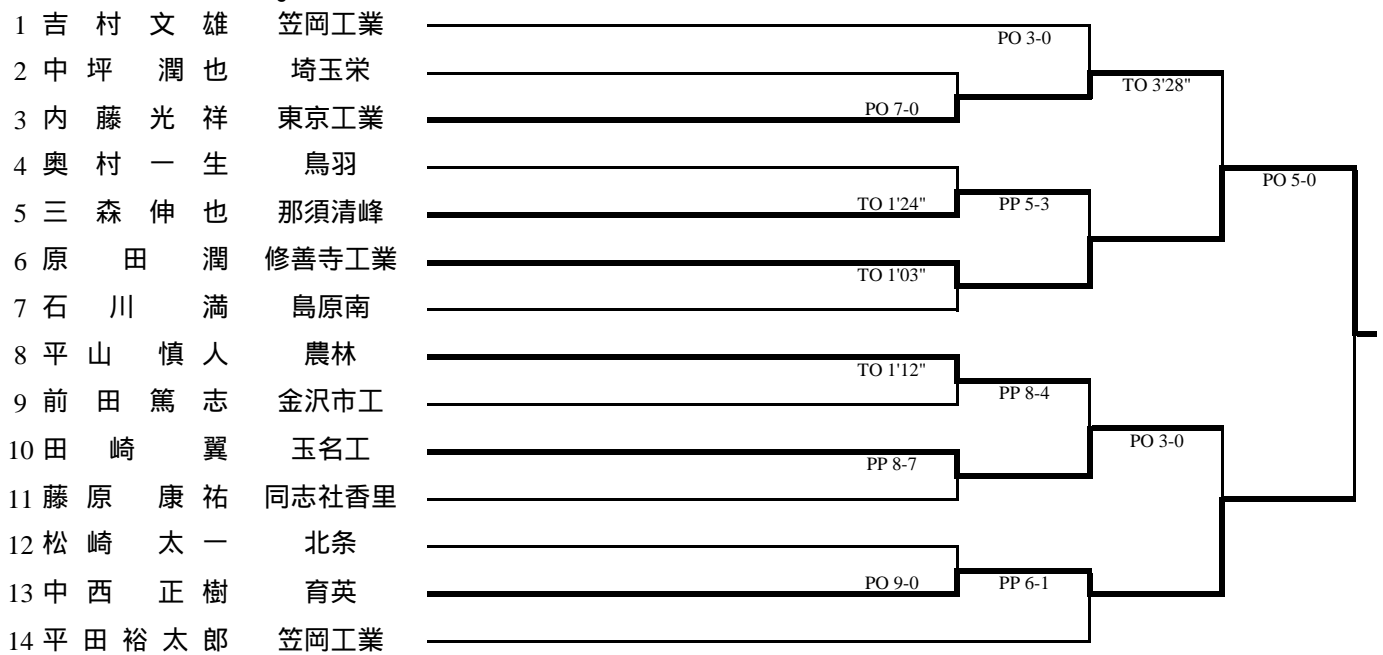 1 吉村文雄 笠岡工業
PO 3-0
2 中坪潤也 埼玉栄
TO 3'28"
3 内藤光祥 東京工業
PO 7-0
4 奥村一生 鳥羽
PO 5-0
5 三森伸也 那須清峰
TO 1'24"
PP 5-3
6 原田潤 修善寺工業
TO 1'03"
7 石川満 島原南
8 平山慎人 農林
TO 1'12"
PP 8-4
9 前田篤志 金沢市工
10 田崎翼 玉名工
PO 3-0
PP 8-7
11 藤原康祐 同志社香里
12 松崎太一 北条
13 中西正樹 育英
PO 9-0
PP 6-1
14 平田裕太郎 笠岡工業